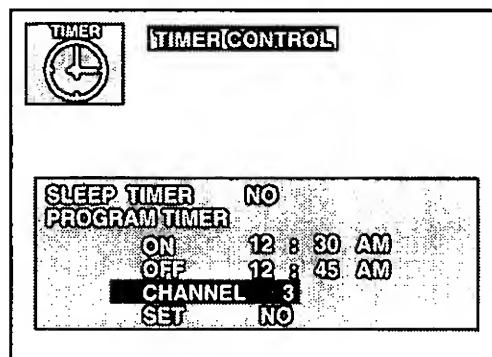 TIMER
TIMER CONTROL
SLEEP TIMER NO
PROGRAM TIMER
ON 12 : 30 AM
OFF 12 : 45 AM
CHANNEL 3
SET NO